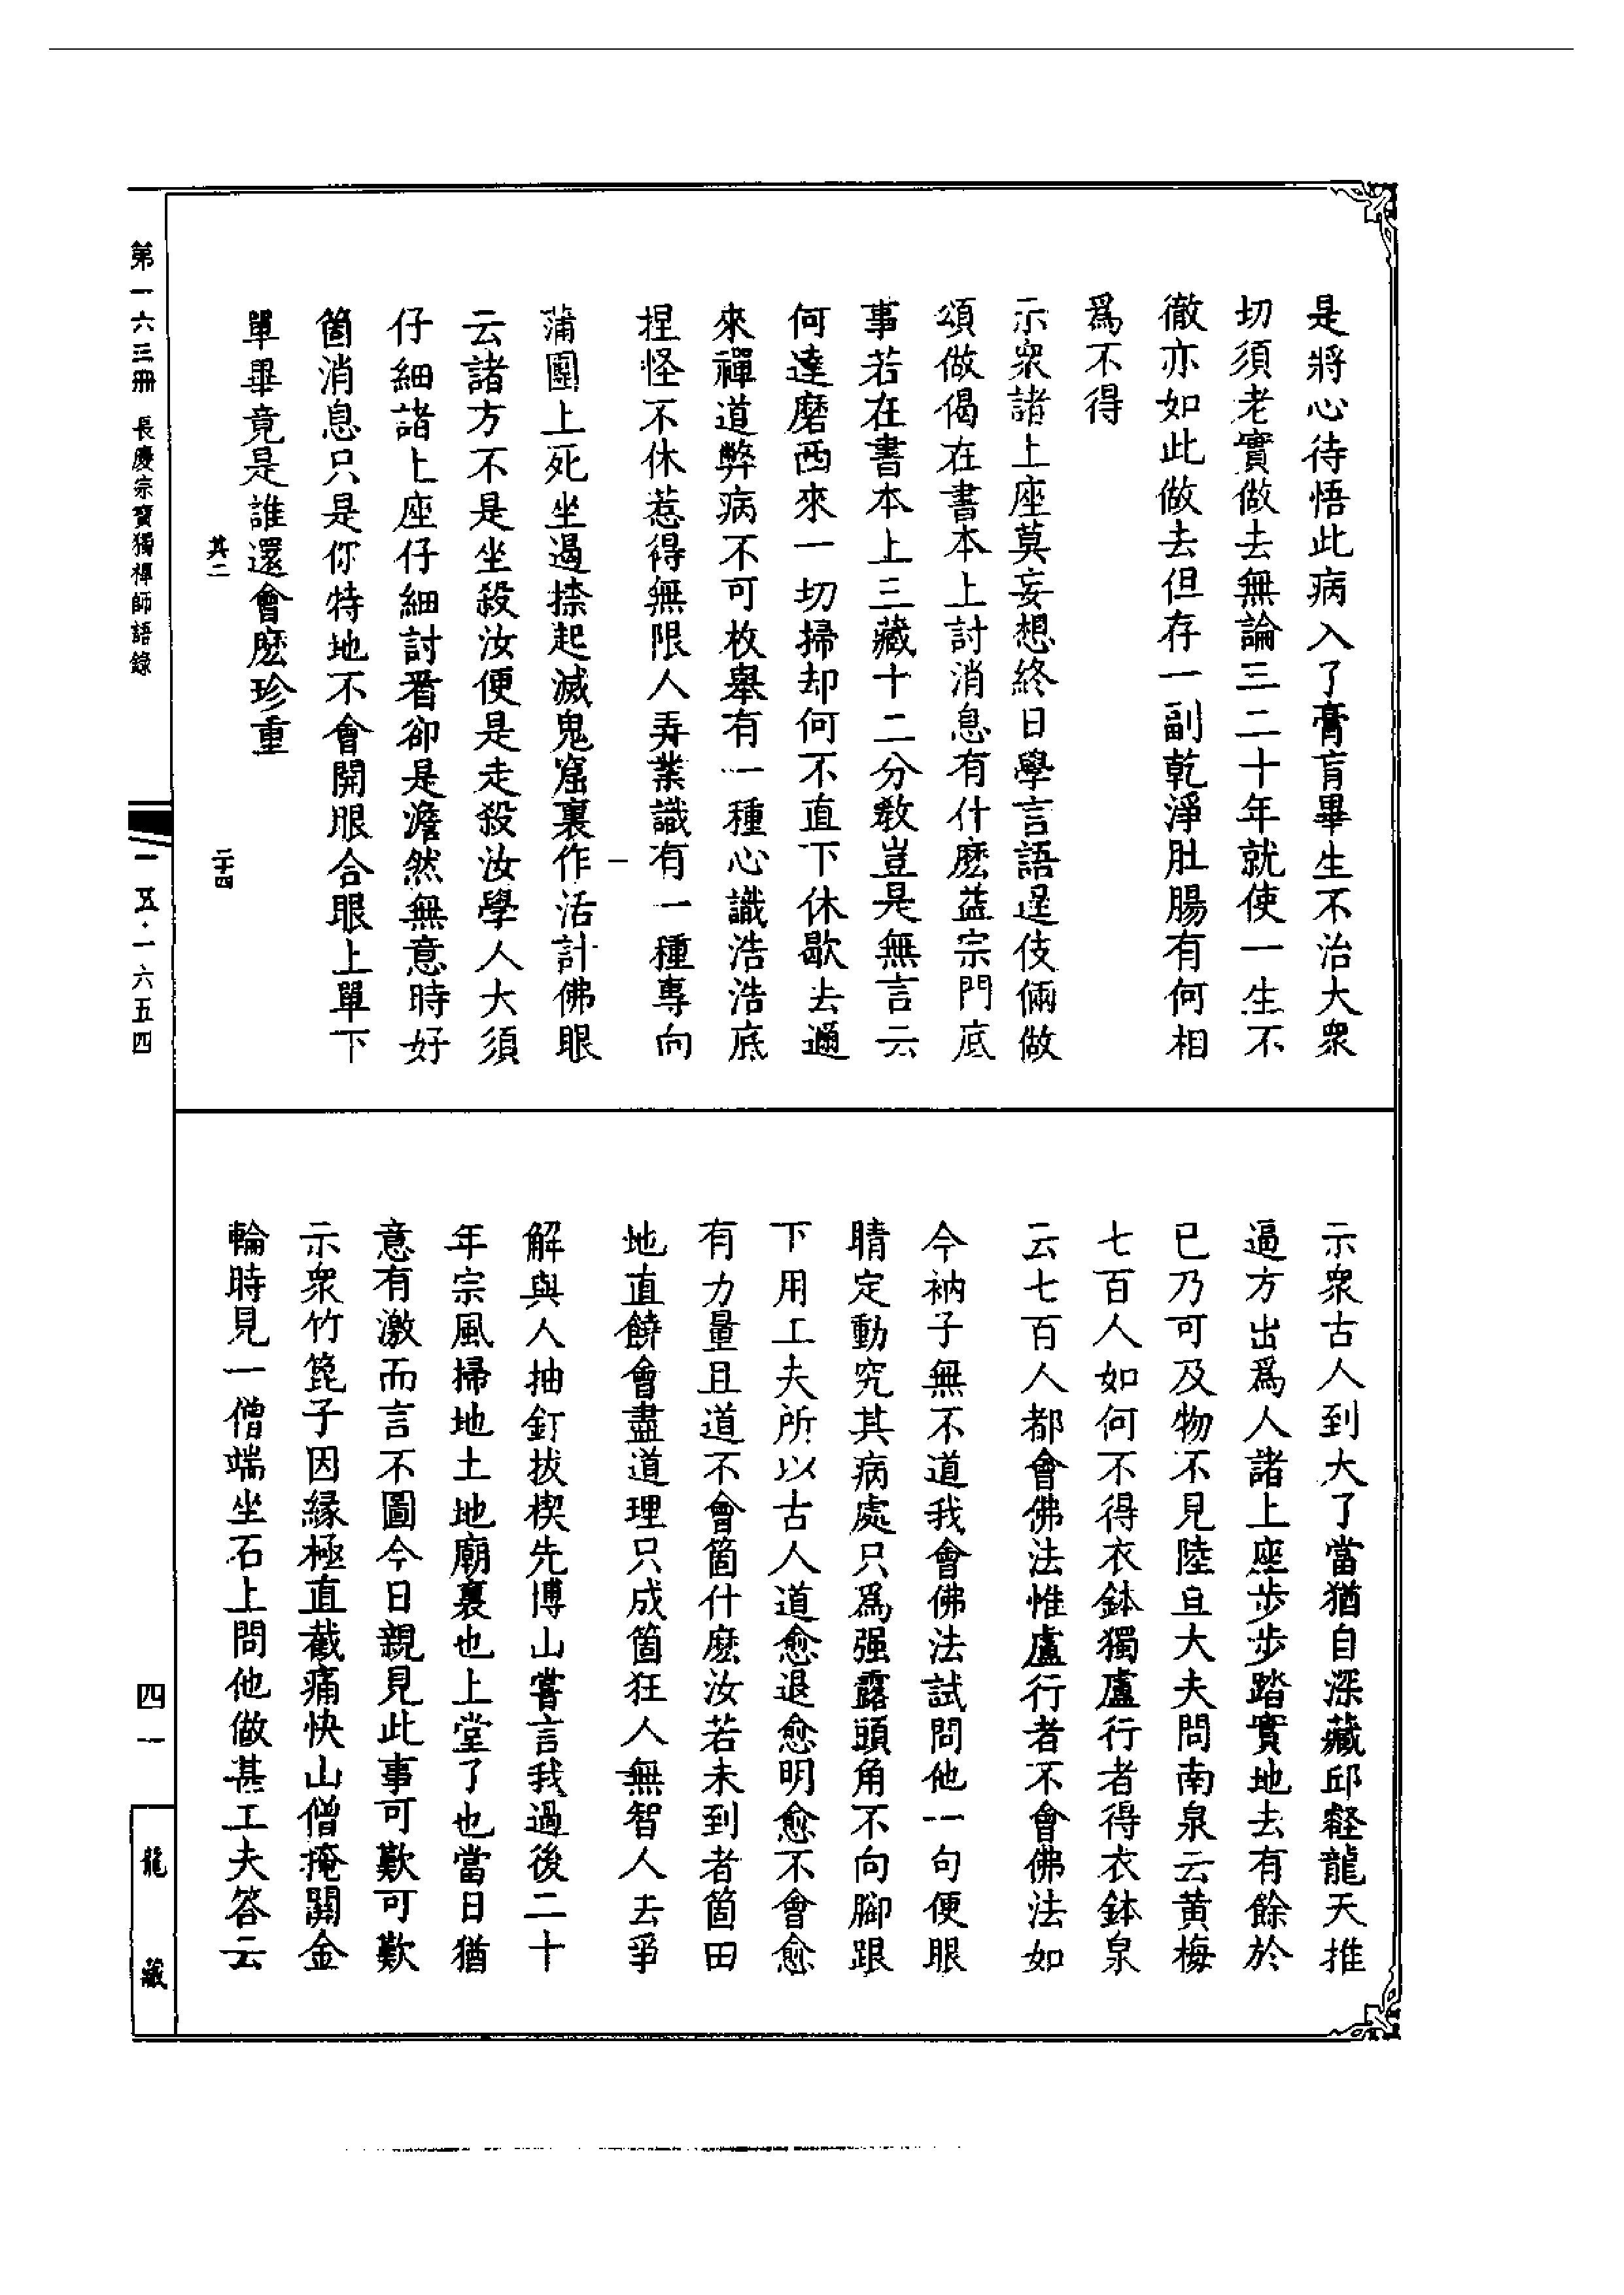 是將心待悟此病入了膏肓畢生不治大衆
切須老實做去無論三二十年就使一生不
徹亦如此做去但存一副乾淨肚腸有何相
爲不得
示衆諸上座莫妄想終日學言語逞伎倆做
頌做偈在書本上討消息有什麽益宗門底
事若在書本上三藏十二分教豈是無言云
何達磨西來一切掃却何不直下休歇去邇
來禪道弊病不可枚舉有一種心識浩浩底
捏怪不休惹得無限人弄業識有一種專向
蒲團上死坐遏捺起滅鬼窟裏作活計佛眼
云諸方不是坐殺汝便是走殺汝學人大須
仔細諸上座仔細討看卻是澹然無意時好
箇消息只是你特地不會開眼合眼上單下
單畢竟是誰還會麽珍重
其二
二十四
示衆古人到大了當猶自深藏邱壑龍天推
逼方出爲人諸上座步步踏實地去有餘於
已乃可及物不見陸亘大夫問南泉云黃梅
七百人如何不得衣鉢獨盧行者得衣鉢泉
云七百人都會佛法惟盧行者不會佛法如
今衲子無不道我會佛法試問他一句便眼
睛定動究其病處只爲强露頭角不向腳跟
下用工夫所以古人道愈退愈明愈不會愈
有力量且道不會箇什麽汝若未到者箇田
地直饒會盡道理只成箇狂人無智人去爭
解與人抽釘拔楔先博山嘗言我過後二十
年宗風掃地土地廟裏也上堂了也當日猶
意有激而言不圖今日親見此事可歎可歎
示衆竹篦子因緣極直截痛快山僧掩關金
輪時見一僧端坐石上問他做甚工夫答云
第一六三冊 長慶宗寶獨禪師語錄
一五·一六五四
四一
龍藏